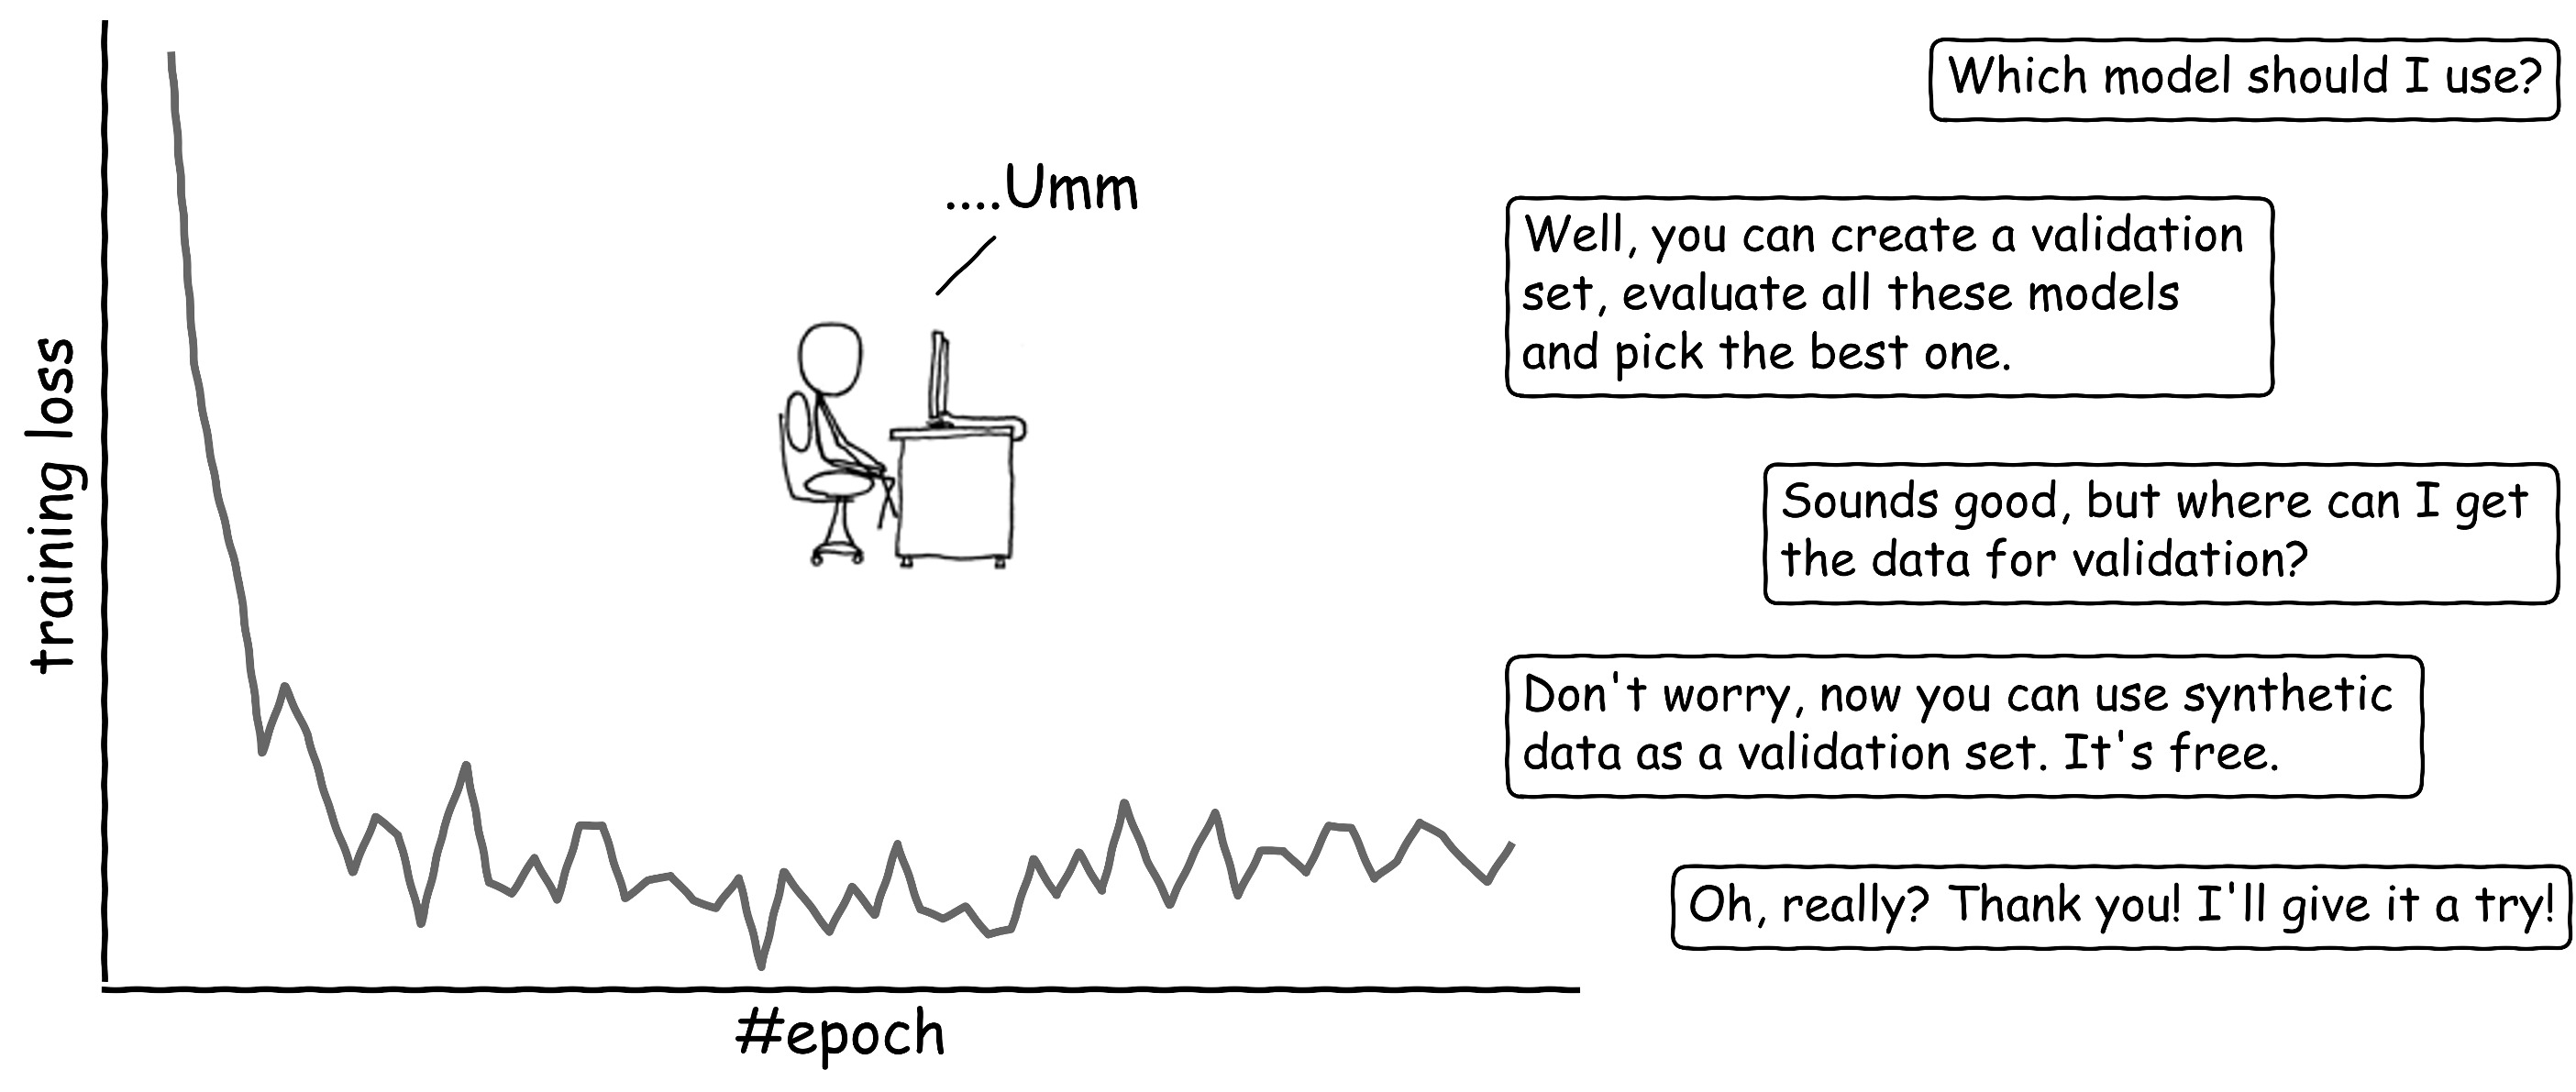 training loss
#epoch
....Umm
Which model should I use?
Well, you can create a validation
set, evaluate all these models
and pick the best one.
Sounds good, but where can I get
the data for validation?
Don't worry, now you can use synthetic
data as a validation set. It's free.
Oh, really? Thank you! I'll give it a try!